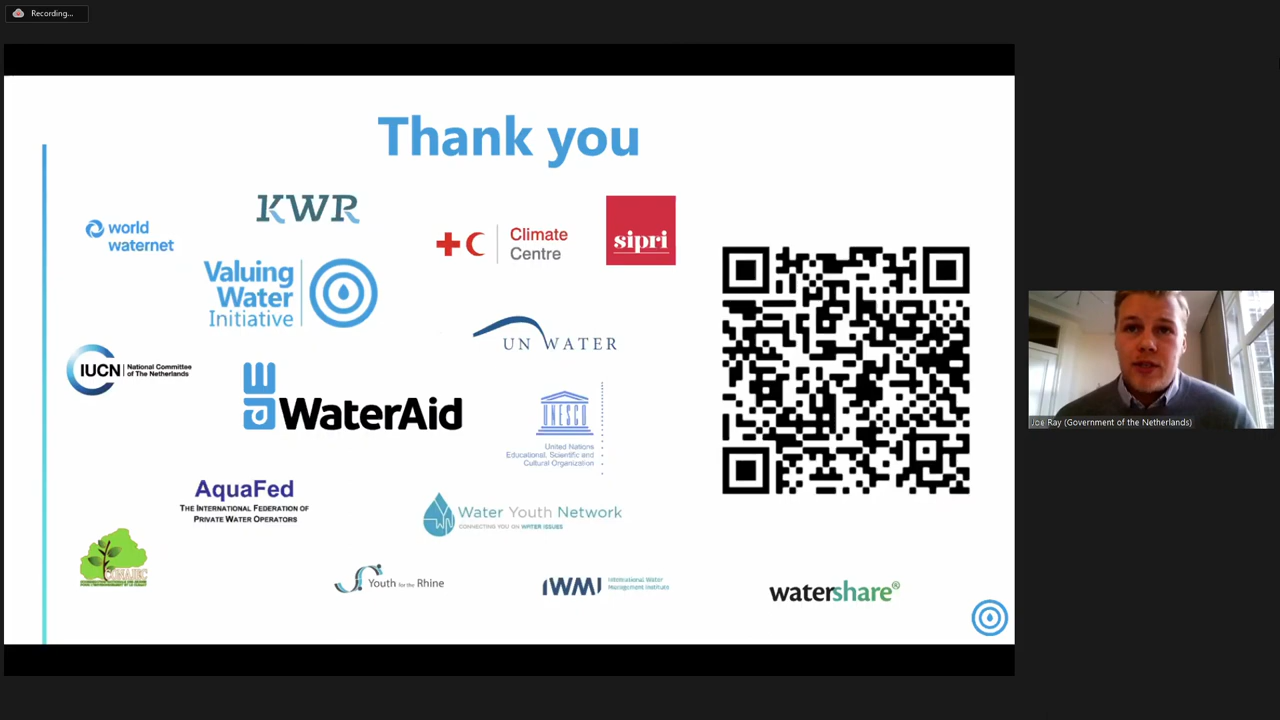 Recording...
Thank you
KWR
world
waternet
Climate
Centre
sipri
Valuing
Water
Initiative
UN WATER
IUCN
National Committee
of The Netherlands
WaterAid
UNESCO
United Nations
Educational, Scientific and
Cultural Organization
AquaFed
The International Federation of
Private Water Operators
Water Youth Network
CONNECTING YOU ON WATER ISSUES
Youth for the Rhine
IWMI
International Water
Management Institute
watershare®
Joe Ray (Government of the Netherlands)